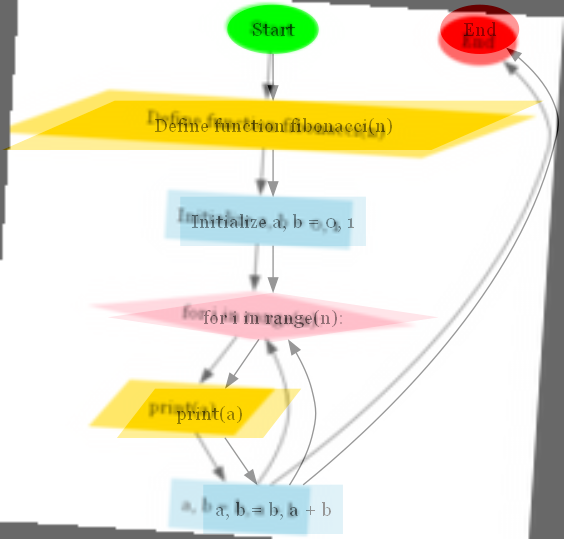 Start
End
Define function fibonacci(n)
Initialize a, b = 0, 1
for i in range(n):
print(a)
a, b = b, a + b